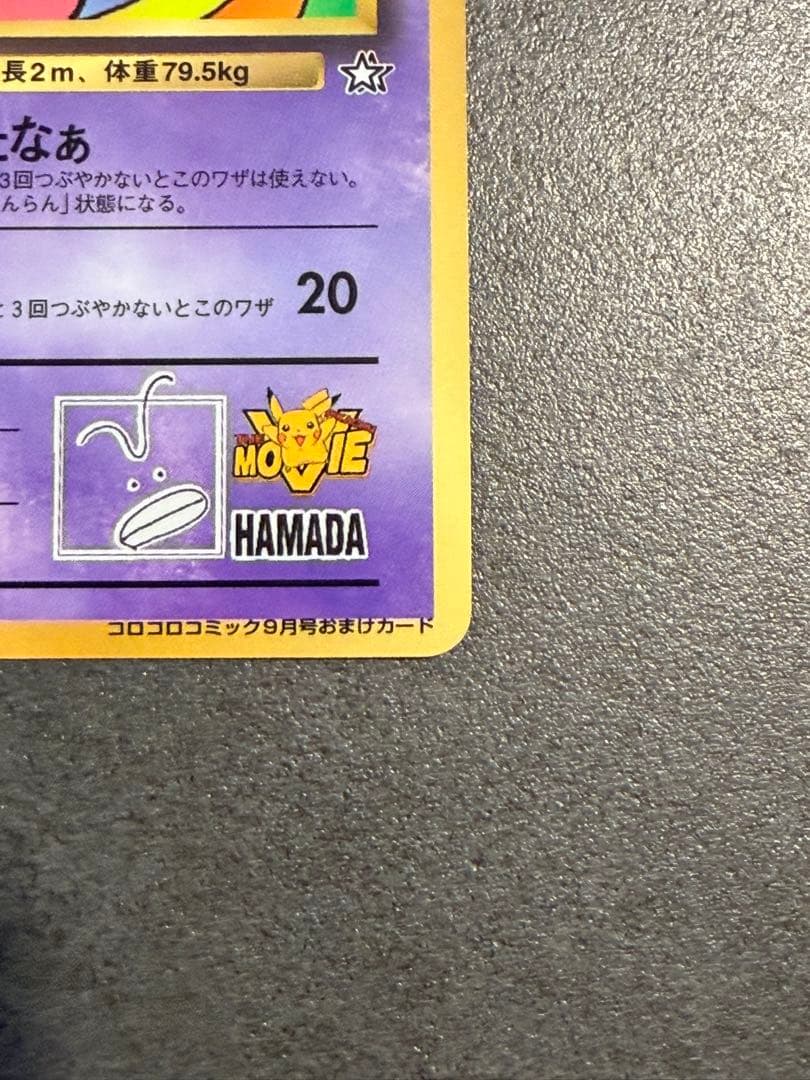 長2m、体重79.5kg
なぁ
3回つぶやかないとこのワザは使えない。
んらん」状態になる。
と3回つぶやかないとこのワザ 20
MOVIE
HAMADA
コロコロコミック9月号おまけカード